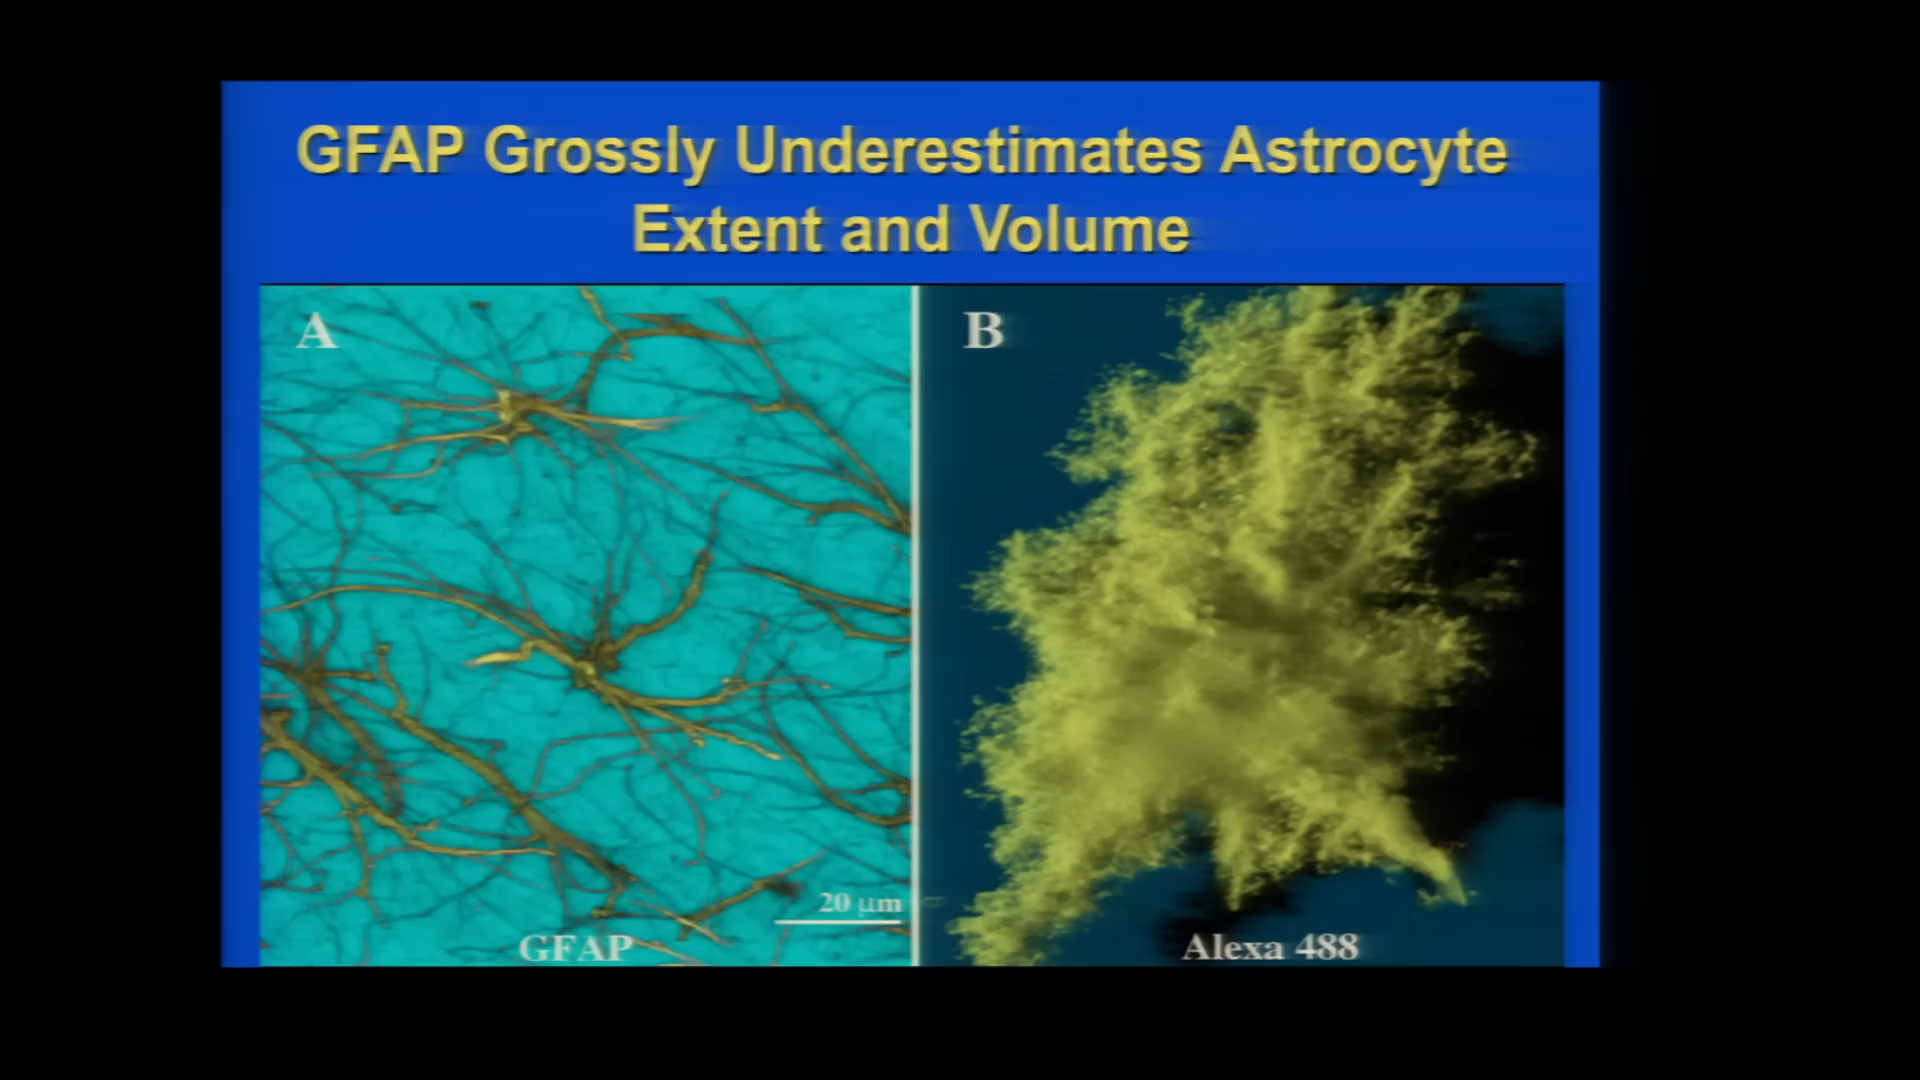 GFAP Grossly Underestimates Astrocyte
Extent and Volume
A
B
20 μm
GFAP
Alexa 488